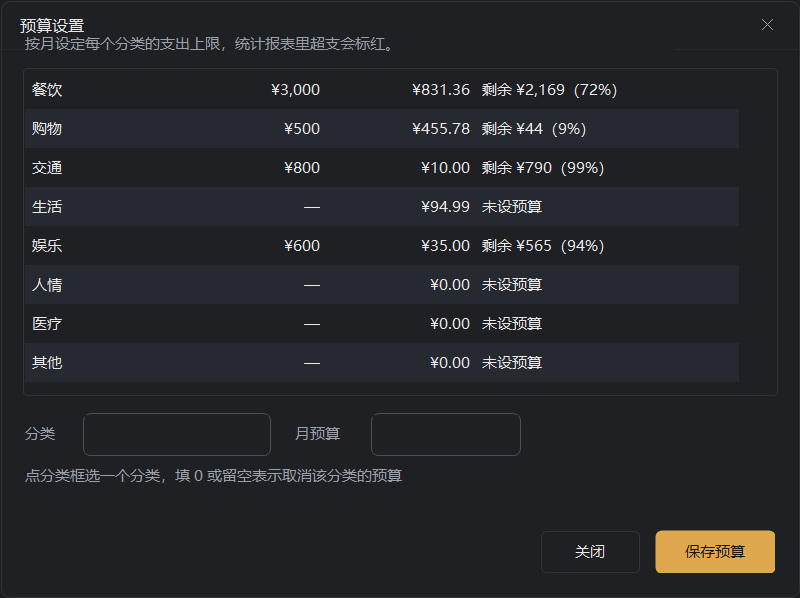 预算设置
按月设定每个分类的支出上限，统计报表里超支会标红。
餐饮 ¥3,000 ¥831.36 剩余 ¥2,169 (72%)
购物 ¥500 ¥455.78 剩余 ¥44 (9%)
交通 ¥800 ¥10.00 剩余 ¥790 (99%)
生活 — ¥94.99 未设预算
娱乐 ¥600 ¥35.00 剩余 ¥565 (94%)
人情 — ¥0.00 未设预算
医疗 — ¥0.00 未设预算
其他 — ¥0.00 未设预算
分类 月预算
点分类框选一个分类，填 0 或留空表示取消该分类的预算
关闭 保存预算